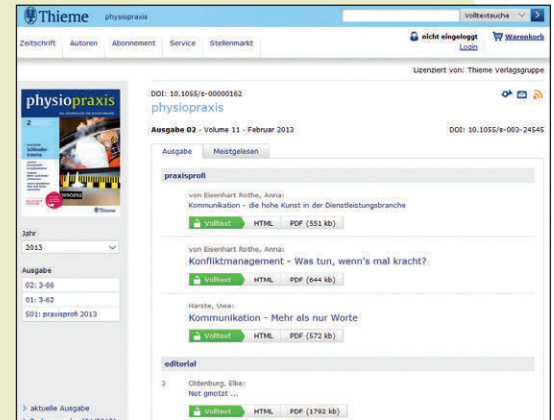 Thieme physiopraxis
volltextsuche
Zeitschrift Autoren Abonnement Service Stellenmarkt
nicht eingeloggt
Login
Warenkorb
Lizenziert von: Thieme Verlagsgruppe
physiopraxis
2
Schleuder-
trauma
Thieme
Jahr
2013
Ausgabe
02: 3-66
01: 3-62
S01: praxisprofi 2013
> aktuelle Ausgabe
DOI: 10.1055/s-00000162
physiopraxis
Ausgabe 02 - Volume 11 - Februar 2013
DOI: 10.1055/s-003-24545
Ausgabe Meistgelesen
praxisprofi
von Eisenhart Rothe, Anna:
Kommunikation - die hohe Kunst in der Dienstleistungsbranche
Volltext HTML PDF (551 kb)
von Eisenhart Rothe, Anna:
Konfliktmanagement - Was tun, wenn's mal kracht?
Volltext HTML PDF (644 kb)
Harste, Uwe:
Kommunikation - Mehr als nur Worte
Volltext HTML PDF (572 kb)
editorial
3 Oldenburg, Elke:
Net gmotzt ...
Volltext HTML PDF (1792 kb)